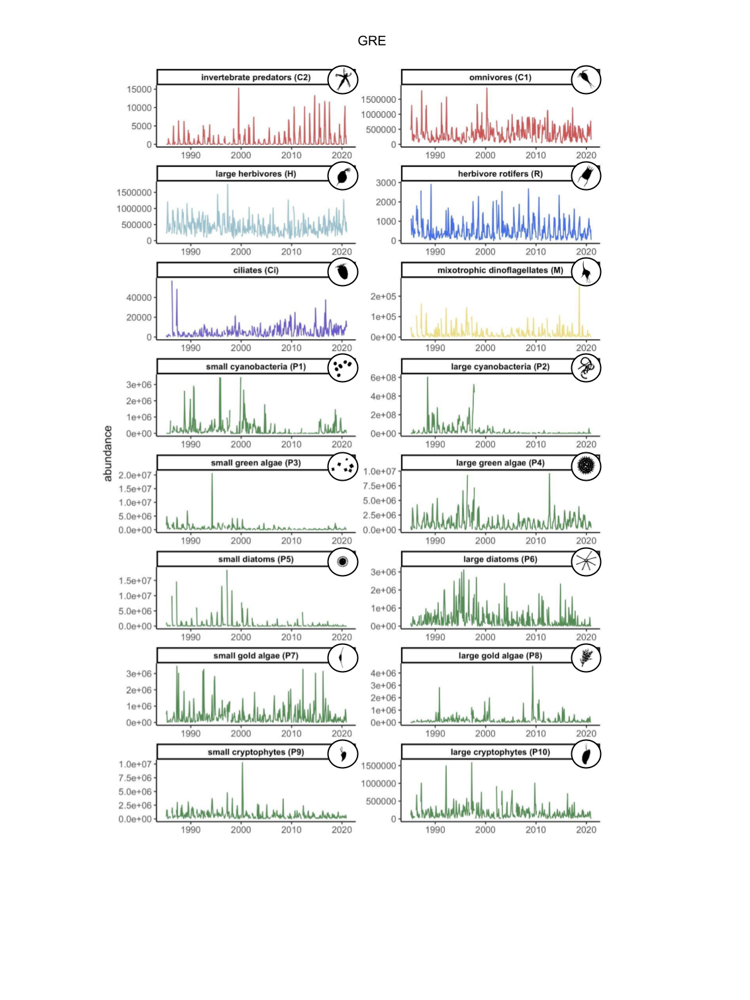 GRE
invertebrate predators (C2)
omnivores (C1)
15000
10000
5000
0
1500000
1000000
500000
0
1990 2000 2010 2020
1990 2000 2010 2020
large herbivores (H)
herbivore rotifers (R)
1500000
1000000
500000
0
3000
2000
1000
0
1990 2000 2010 2020
1990 2000 2010 2020
ciliates (Ci)
mixotrophic dinoflagellates (M)
40000
20000
0
2e+05
1e+05
0e+00
1990 2000 2010 2020
1990 2000 2010 2020
small cyanobacteria (P1)
large cyanobacteria (P2)
3e+06
2e+06
1e+06
0e+00
6e+08
4e+08
2e+08
0e+00
1990 2000 2010 2020
1990 2000 2010 2020
abundance
small green algae (P3)
large green algae (P4)
2.0e+07
1.5e+07
1.0e+07
5.0e+06
0.0e+00
1.0e+07
7.5e+06
5.0e+06
2.5e+06
0.0e+00
1990 2000 2010 2020
1990 2000 2010 2020
small diatoms (P5)
large diatoms (P6)
1.5e+07
1.0e+07
5.0e+06
0.0e+00
3e+06
2e+06
1e+06
0e+00
1990 2000 2010 2020
1990 2000 2010 2020
small gold algae (P7)
large gold algae (P8)
3e+06
2e+06
1e+06
0e+00
4e+06
3e+06
2e+06
1e+06
0e+00
1990 2000 2010 2020
1990 2000 2010 2020
small cryptophytes (P9)
large cryptophytes (P10)
1.0e+07
7.5e+06
5.0e+06
2.5e+06
0.0e+00
1500000
1000000
500000
0
1990 2000 2010 2020
1990 2000 2010 2020